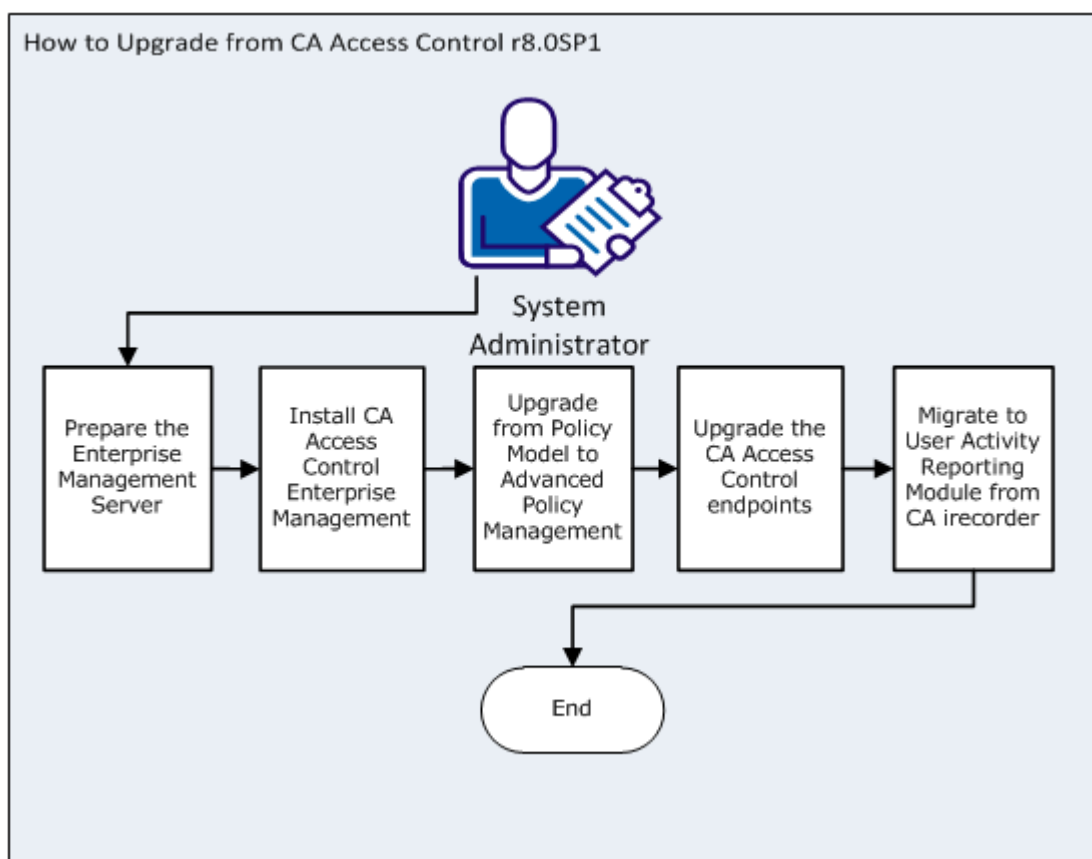 How to Upgrade from CA Access Control r8.0SP1
System
Administrator
Prepare the
Enterprise
Management
Server
Install CA
Access
Control
Enterprise
Management
Upgrade
from Policy
Model to
Advanced
Policy
Management
Upgrade the
CA Access
Control
endpoints
Migrate to
User Activity
Reporting
Module from
CA irecorder
End